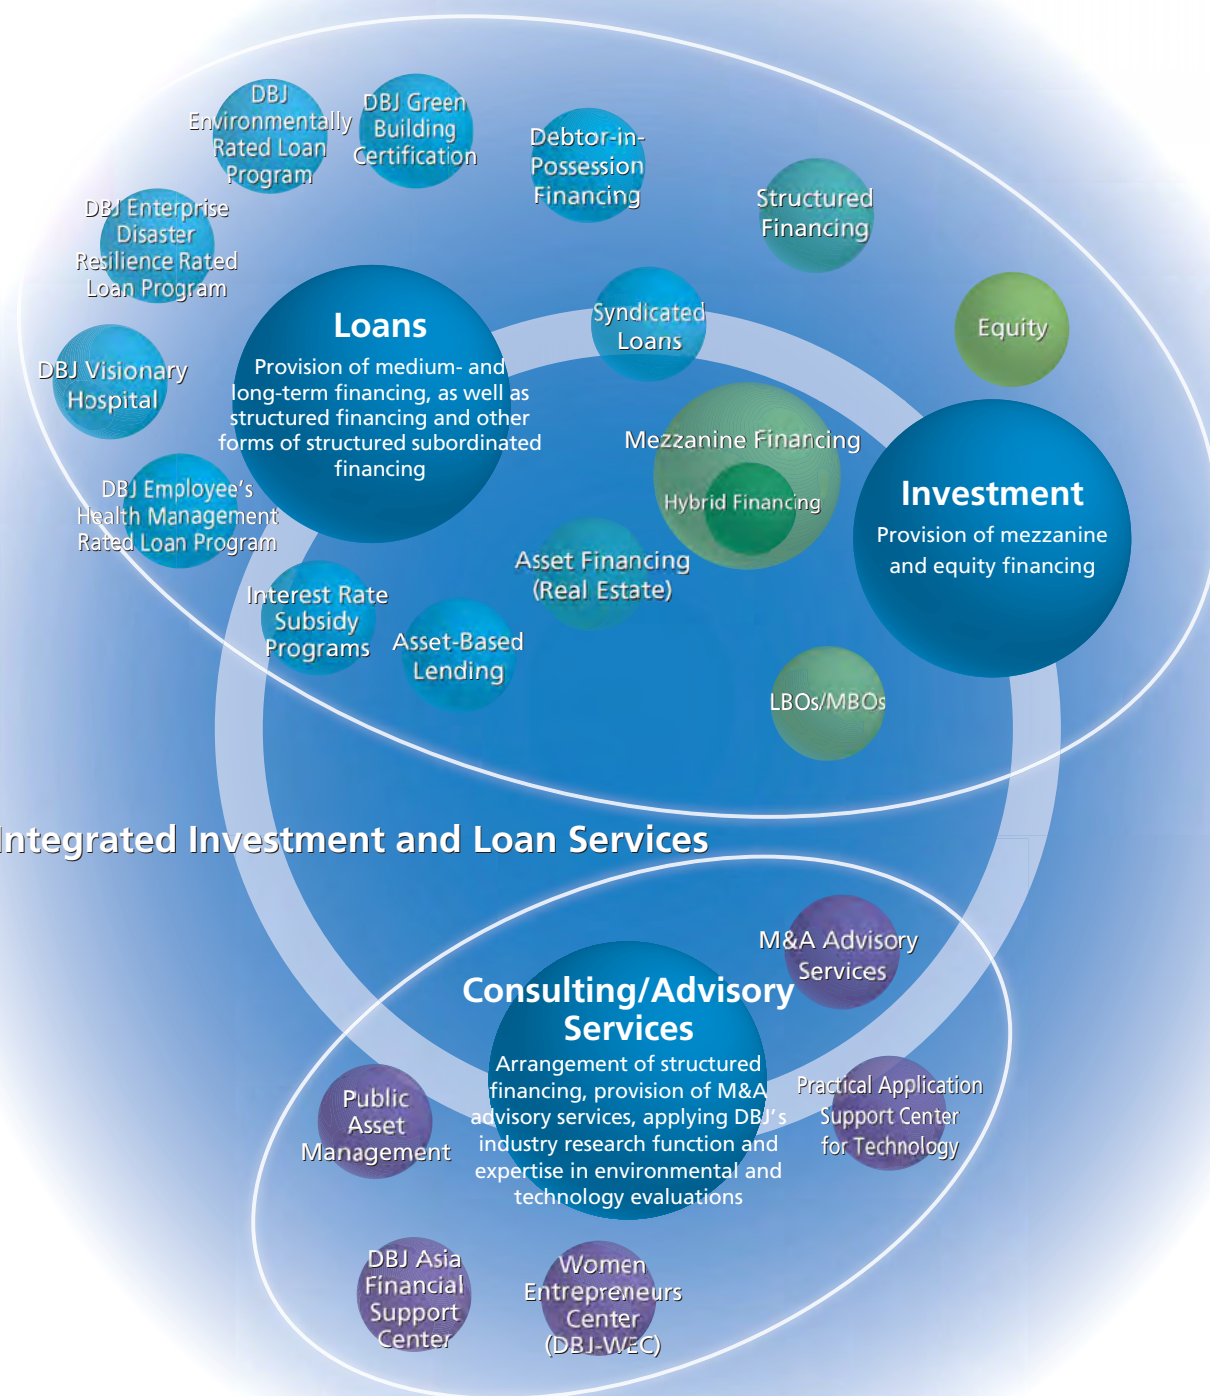 DBJ
Environmentally
Rated Loan
Program
DBJ Green
Building
Certification
Debtor-in-
Possession
Financing
Structured
Financing
DBJ Enterprise
Disaster
Resilience Rated
Loan Program
Loans
Provision of medium- and
long-term financing, as well as
structured financing and other
forms of structured subordinated
financing
Syndicated
Loans
Equity
DBJ Visionary
Hospital
Mezzanine Financing
Hybrid Financing
Investment
Provision of mezzanine
and equity financing
DBJ Employee's
Health Management
Rated Loan Program
Asset Financing
(Real Estate)
Interest Rate
Subsidy
Programs
Asset-Based
Lending
LBOs/MBOs
Integrated Investment and Loan Services
M&A Advisory
Services
Consulting/Advisory
Services
Arrangement of structured
financing, provision of M&A
advisory services, applying DBJ's
industry research function and
expertise in environmental and
technology evaluations
Public
Asset
Management
Practical Application
Support Center
for Technology
DBJ Asia
Financial
Support
Center
Women
Entrepreneurs
Center
(DBJ-WEC)